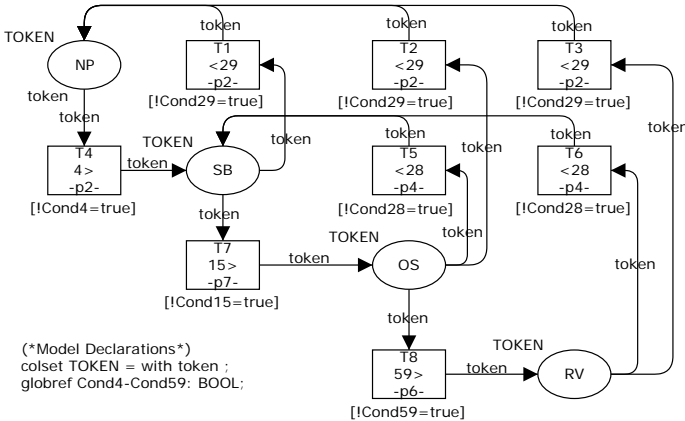 token token token
TOKEN
NP
T1
<29
-p2-
T2
<29
-p2-
T3
<29
-p2-
[!Cond29=true] [!Cond29=true] [!Cond29=true]
token
token
TOKEN
token
token
token
token
token
T4
4>
-p2-
token
SB
T5
<28
-p4-
T6
<28
-p4-
[!Cond4=true]
[!Cond28=true] [!Cond28=true]
token
token
TOKEN
T7
15>
-p7-
token
OS
token
[!Cond15=true]
token
(*Model Declarations*)
colset TOKEN = with token ;
globref Cond4-Cond59: BOOL;
TOKEN
T8
59>
-p6-
token
RV
[!Cond59=true]